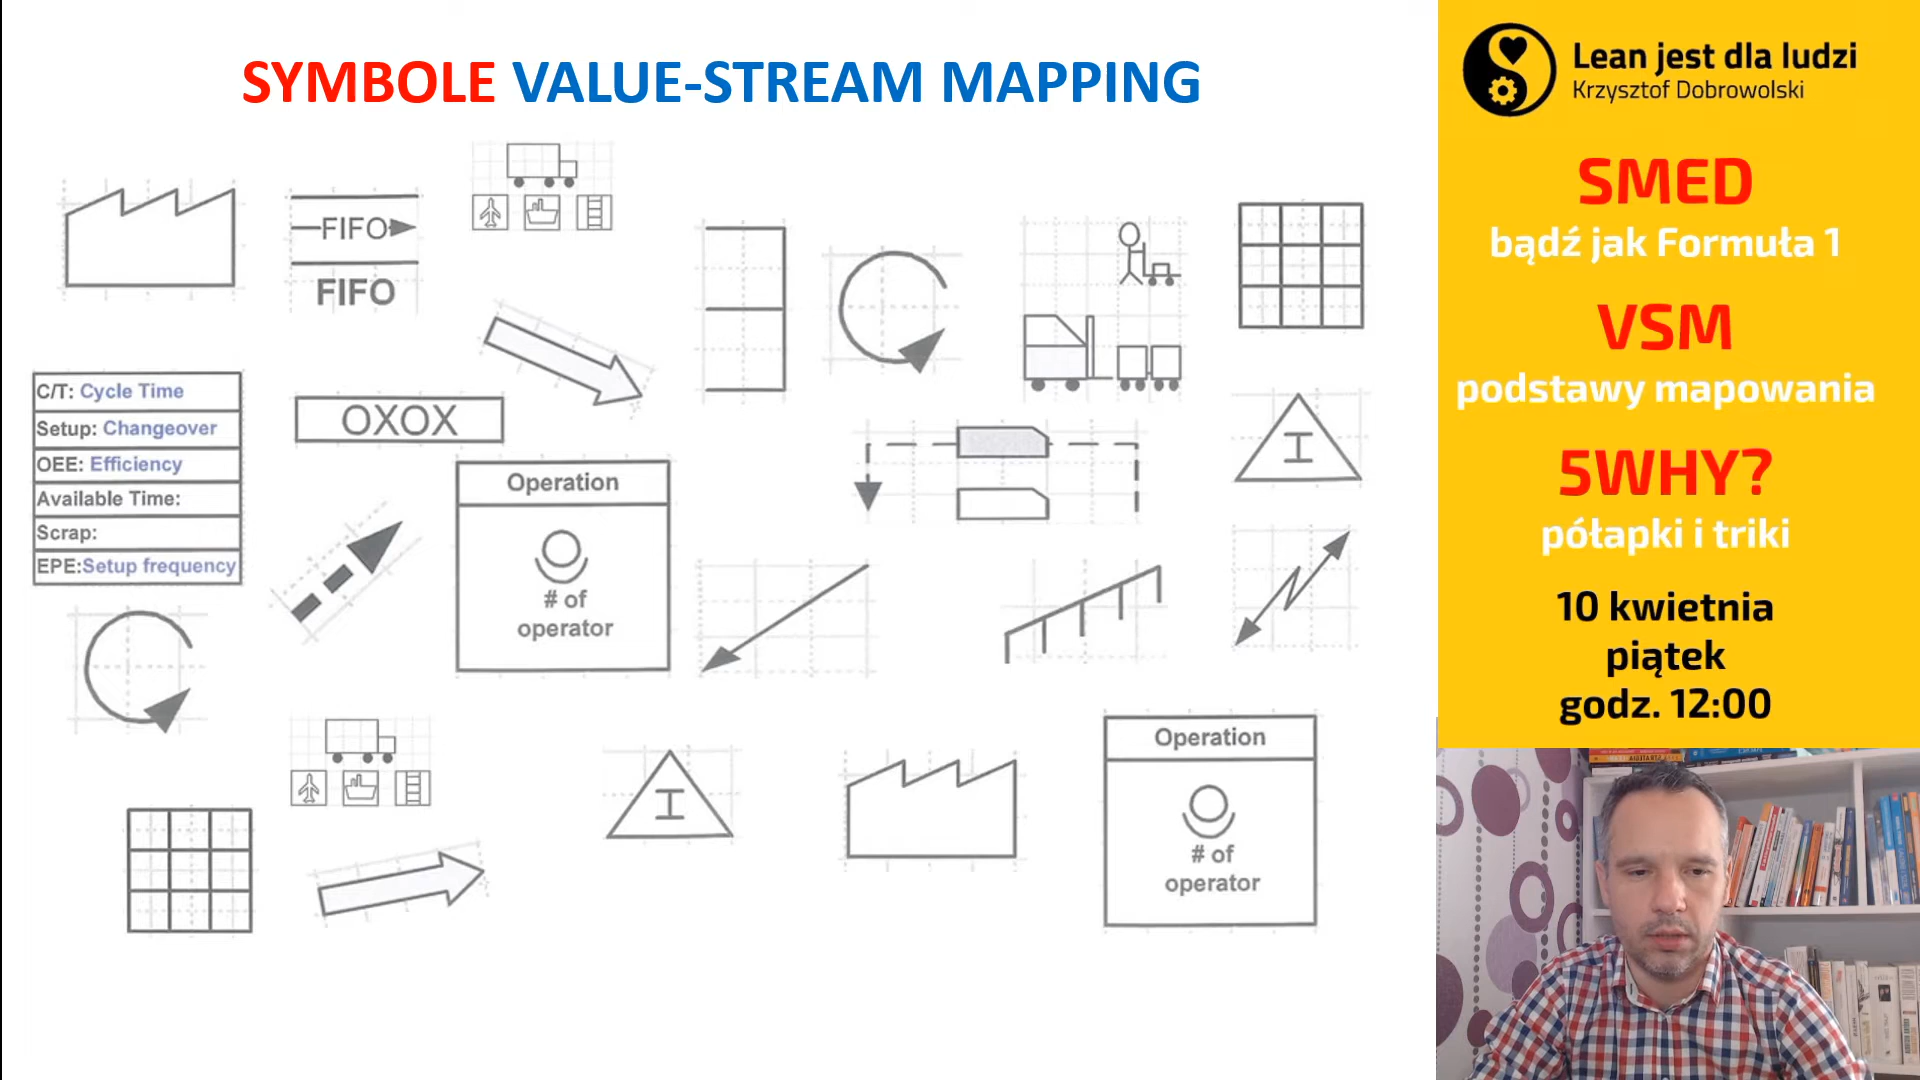 SYMBOLE VALUE-STREAM MAPPING
FIFO
FIFO
C/T: Cycle Time
Setup: Changeover
OEE: Efficiency
Available Time:
Scrap:
EPE:Setup frequency
OXOX
Operation
# of
operator
I
I
Operation
# of
operator
Lean jest dla ludzi
Krzysztof Dobrowolski
SMED
bądź jak Formuła 1
VSM
podstawy mapowania
5WHY?
półapki i triki
10 kwietnia
piątek
godz. 12:00